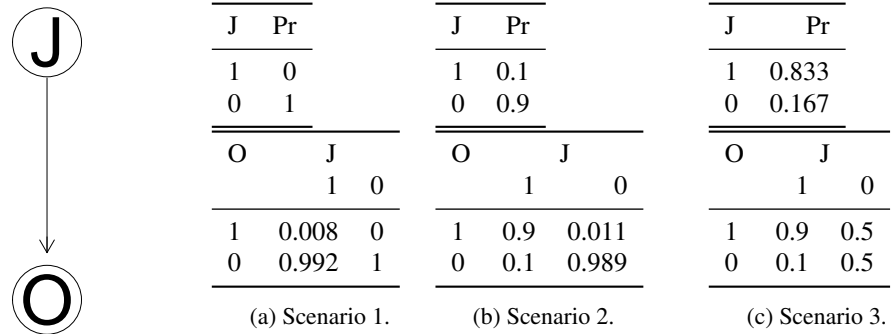 J
O
J Pr
1 0
0 1
O J
1 0
1 0.008 0
0 0.992 1
(a) Scenario 1.
J Pr
1 0.1
0 0.9
O J
1 0
1 0.9 0.011
0 0.1 0.989
(b) Scenario 2.
J Pr
1 0.833
0 0.167
O J
1 0
1 0.9 0.5
0 0.1 0.5
(c) Scenario 3.